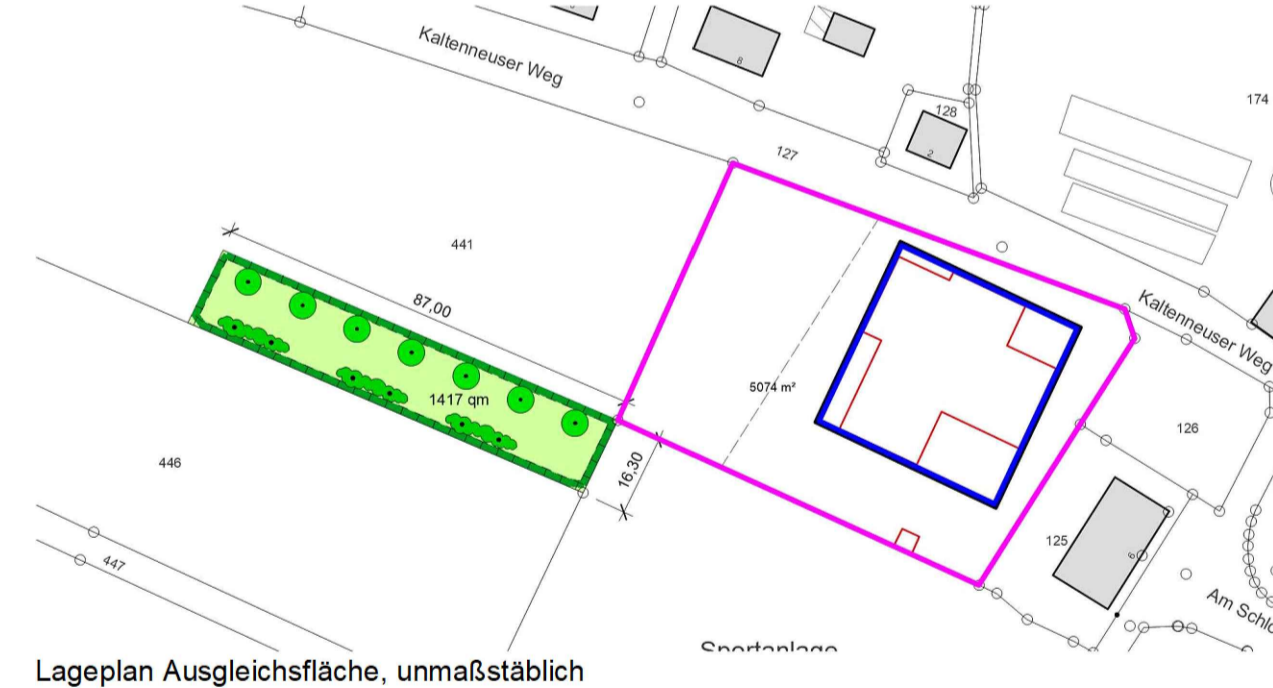 Kaltenneuser Weg
8
128
174
2
127
441
87,00
Kaltenneuser Weg
5074 m²
1417 qm
126
446
16,30
125
6
447
Am Schlo
Sportanlage
Lageplan Ausgleichsfläche, unmaßstäblich